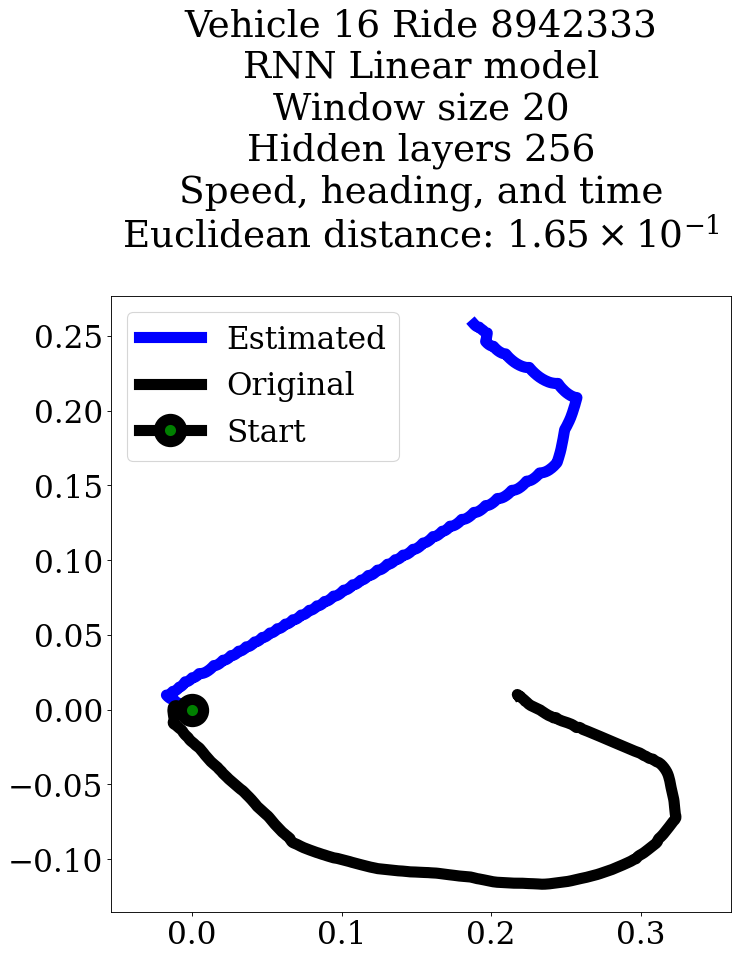 Vehicle 16 Ride 8942333
RNN Linear model
Window size 20
Hidden layers 256
Speed, heading, and time
Euclidean distance: 1.65 × 10⁻¹
Estimated
Original
Start
0.25
0.20
0.15
0.10
0.05
0.00
−0.05
−0.10
0.0 0.1 0.2 0.3